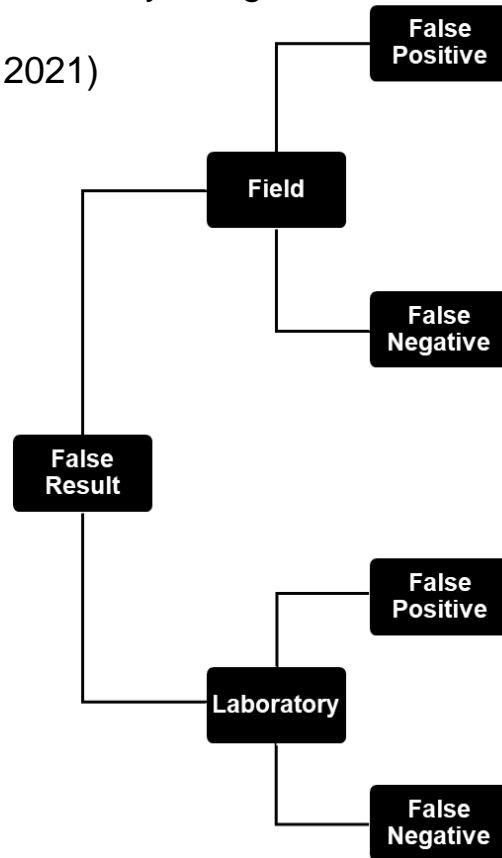 2021)
False
Positive
Field
False
Negative
False
Result
False
Positive
Laboratory
False
Negative